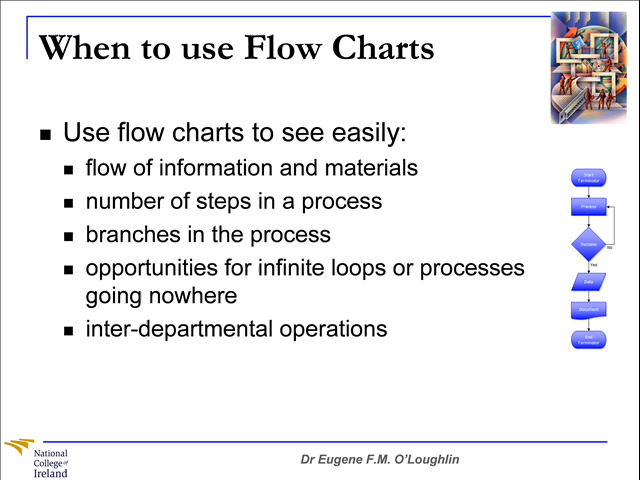 When to use Flow Charts
Use flow charts to see easily:
flow of information and materials
number of steps in a process
branches in the process
opportunities for infinite loops or processes
going nowhere
inter-departmental operations
Start
Terminator
Process
Decision
No
Yes
Data
Document
End
Terminator
National
College of
Ireland
Dr Eugene F.M. O'Loughlin